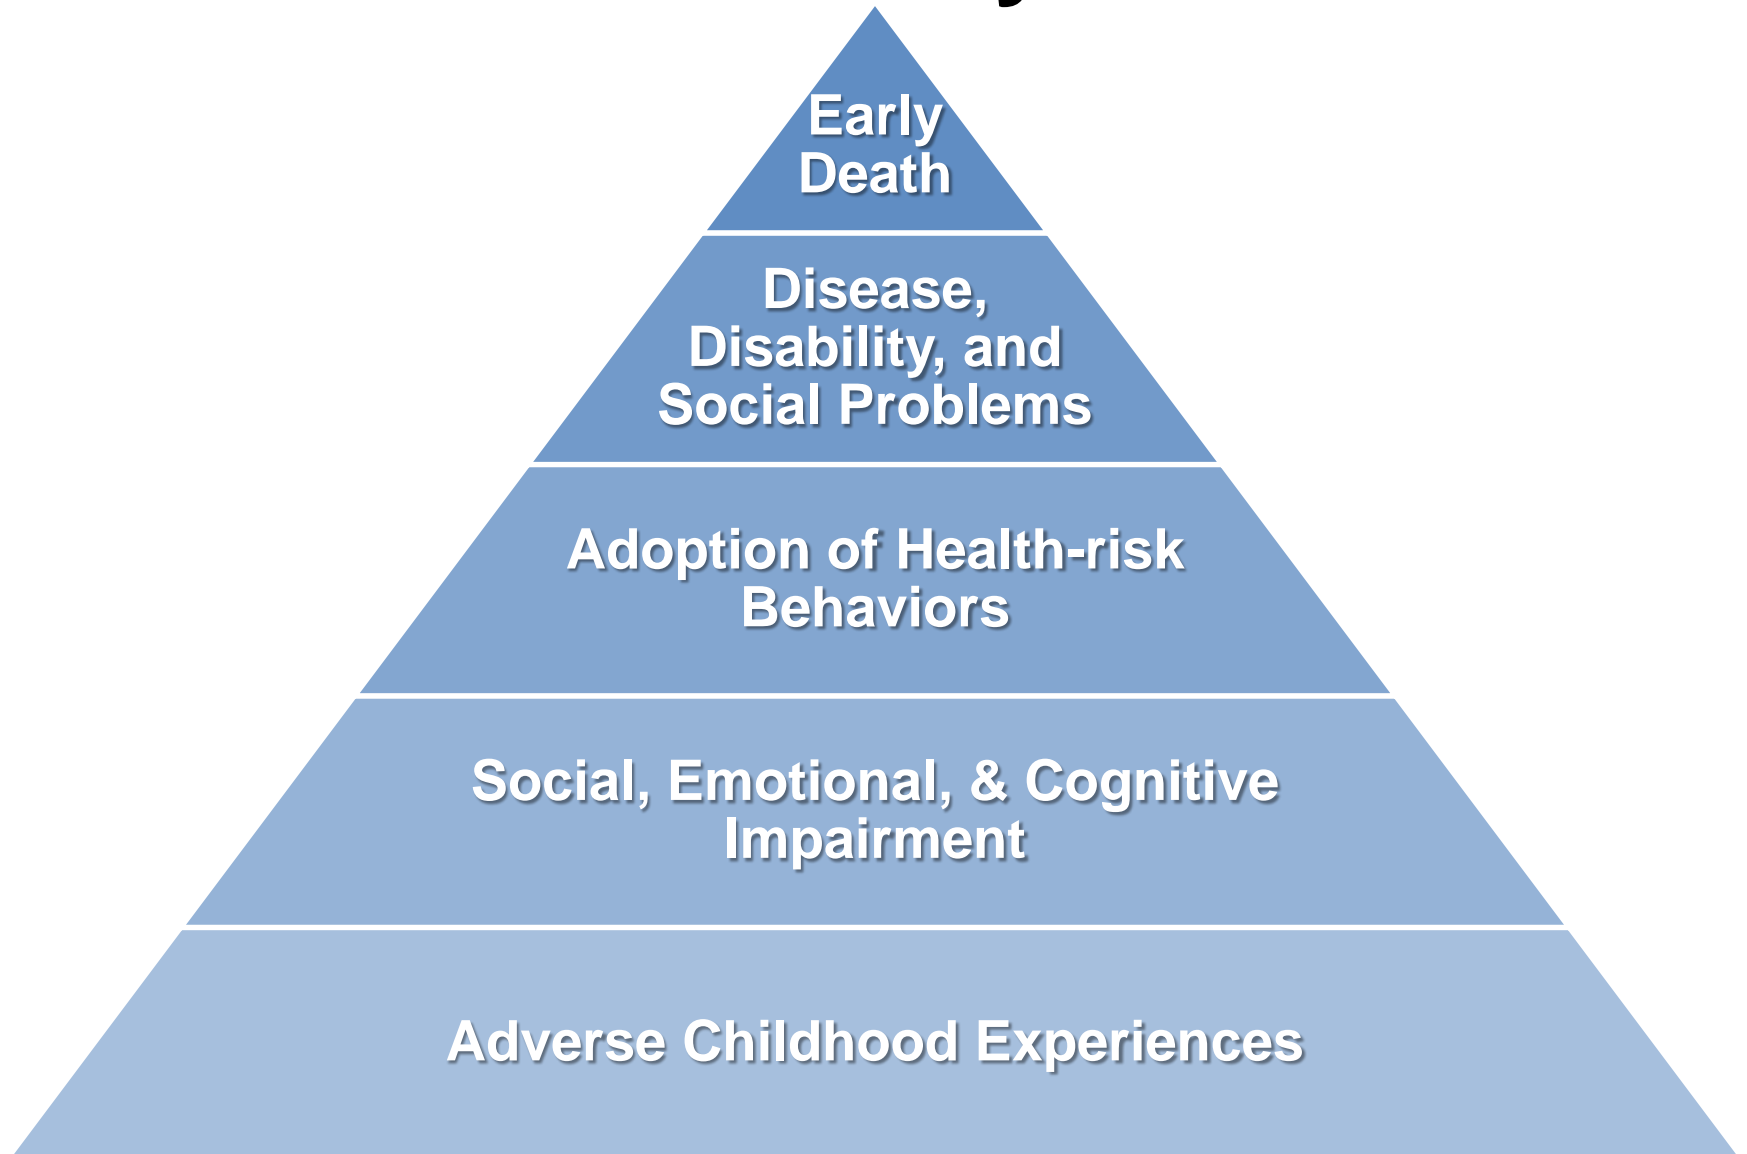 Early
Death
Disease,
Disability, and
Social Problems
Adoption of Health-risk
Behaviors
Social, Emotional, & Cognitive
Impairment
Adverse Childhood Experiences